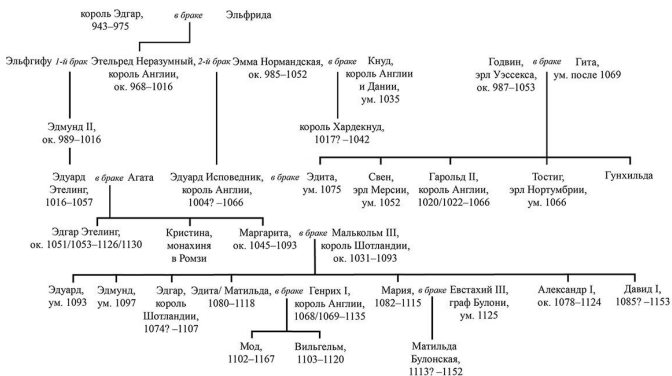 король Эдгар, в браке Эльфрида
943–975
Эльфгифу 1-й брак Этельред Неразумный, 2-й брак Эмма Нормандская, в браке Кнуд, Годвин, в браке Гита,
король Англии, ок. 985–1052 король Англии эрл Уэссекса, ум. после 1069
ок. 968–1016 и Дании, ок. 987–1053
ум. 1035
Эдмунд II, король Хардекнуд,
ок. 989–1016 1017? –1042
Эдуард в браке Агата Эдуард Исповедник, в браке Эдита, Свен, Гарольд II, Тостиг, Гунхильда
Этелинг, король Англии, ум. 1075 эрл Мерсии, король Англии, эрл Нортумбрии,
1016–1057 1004? –1066 ум. 1052 1020/1022–1066 ум. 1066
Эдгар Этелинг, Кристина, Маргарита, в браке Малькольм III,
ок. 1051/1053–1126/1130 монахиня ок. 1045–1093 король Шотландии,
в Ромзи ок. 1031–1093
Эдуард, Эдмунд, Эдгар, Эдита/ Матильда, в браке Генрих I, Мария, в браке Евстахий III, Александр I, Давид I,
ум. 1093 ум. 1097 король 1080–1118 король Англии, 1082–1115 граф Булони, ок. 1078–1124 1085? –1153
Шотландии, 1068/1069–1135 ум. 1125
1074? –1107
Мод, Вильгельм, Матильда
1102–1167 1103–1120 Булонская,
1113? –1152